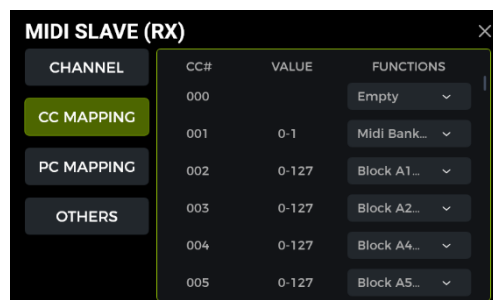 MIDI SLAVE (RX)
CHANNEL
CC MAPPING
PC MAPPING
OTHERS
CC# VALUE FUNCTIONS
000 Empty
001 0-1 Midi Bank...
002 0-127 Block A1...
003 0-127 Block A2...
004 0-127 Block A4...
005 0-127 Block A5...